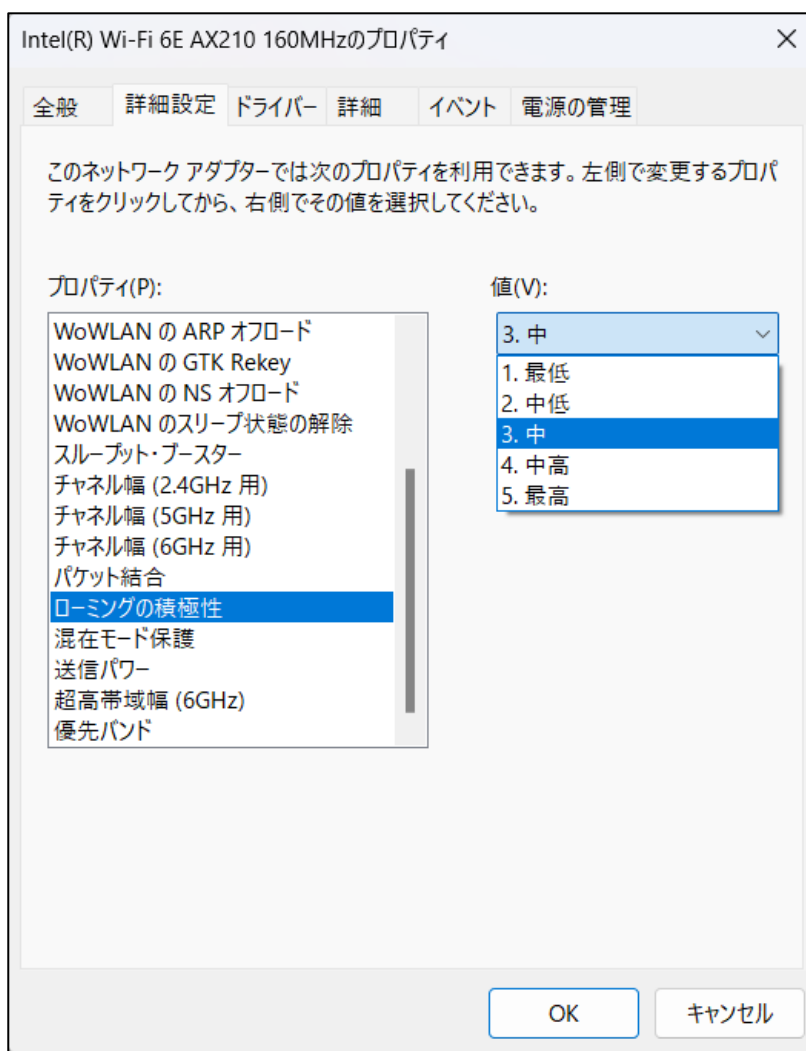 Intel(R) Wi-Fi 6E AX210 160MHzのプロパティ
全般 詳細設定 ドライバー 詳細 イベント 電源の管理
このネットワーク アダプターでは次のプロパティを利用できます。左側で変更するプロパ
ティをクリックしてから、右側でその値を選択してください。
プロパティ(P):
WoWLAN の ARP オフロード
WoWLAN の GTK Rekey
WoWLAN の NS オフロード
WoWLAN のスリープ状態の解除
スループット・ブースター
チャネル幅 (2.4GHz 用)
チャネル幅 (5GHz 用)
チャネル幅 (6GHz 用)
パケット結合
ローミングの積極性
混在モード保護
送信パワー
超高帯域幅 (6GHz)
優先バンド
値(V):
3. 中
1. 最低
2. 中低
3. 中
4. 中高
5. 最高
OK キャンセル